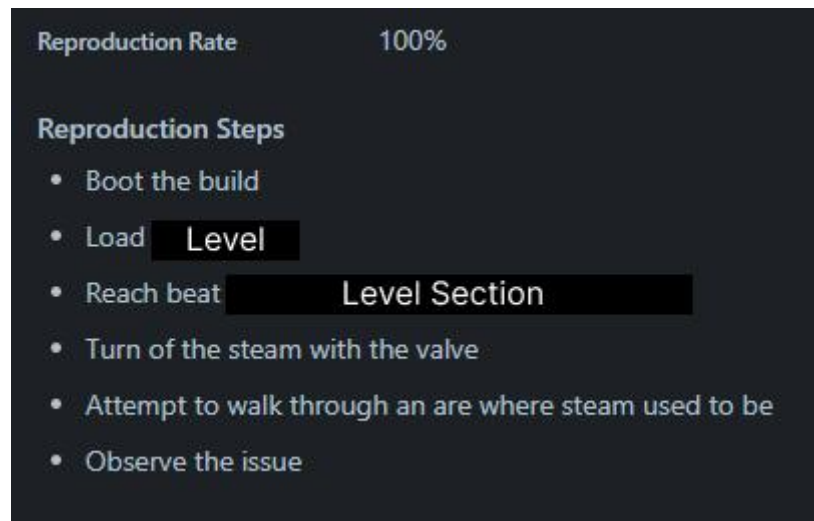 Reproduction Rate 100%
Reproduction Steps
• Boot the build
• Load Level
• Reach beat Level Section
• Turn of the steam with the valve
• Attempt to walk through an are where steam used to be
• Observe the issue